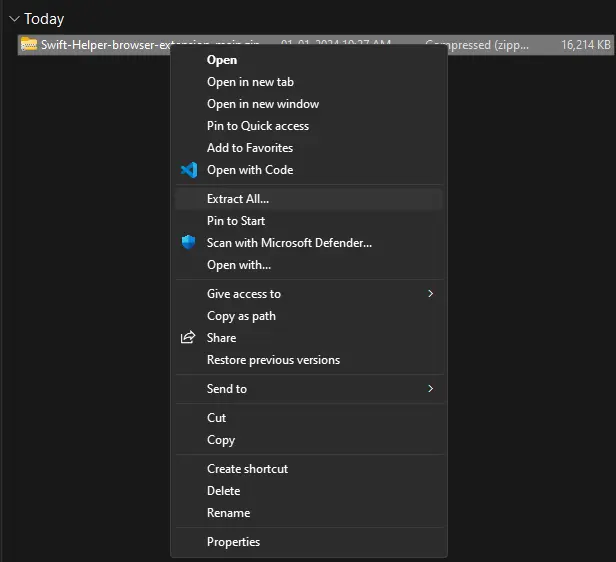 Today
Swift-Helper-browser-extension-main.zip 01-01-2024 10:27 AM Compressed (zipp... 16,214 KB
Open
Open in new tab
Open in new window
Pin to Quick access
Add to Favorites
Open with Code
Extract All...
Pin to Start
Scan with Microsoft Defender...
Open with...
Give access to
Copy as path
Share
Restore previous versions
Send to
Cut
Copy
Create shortcut
Delete
Rename
Properties